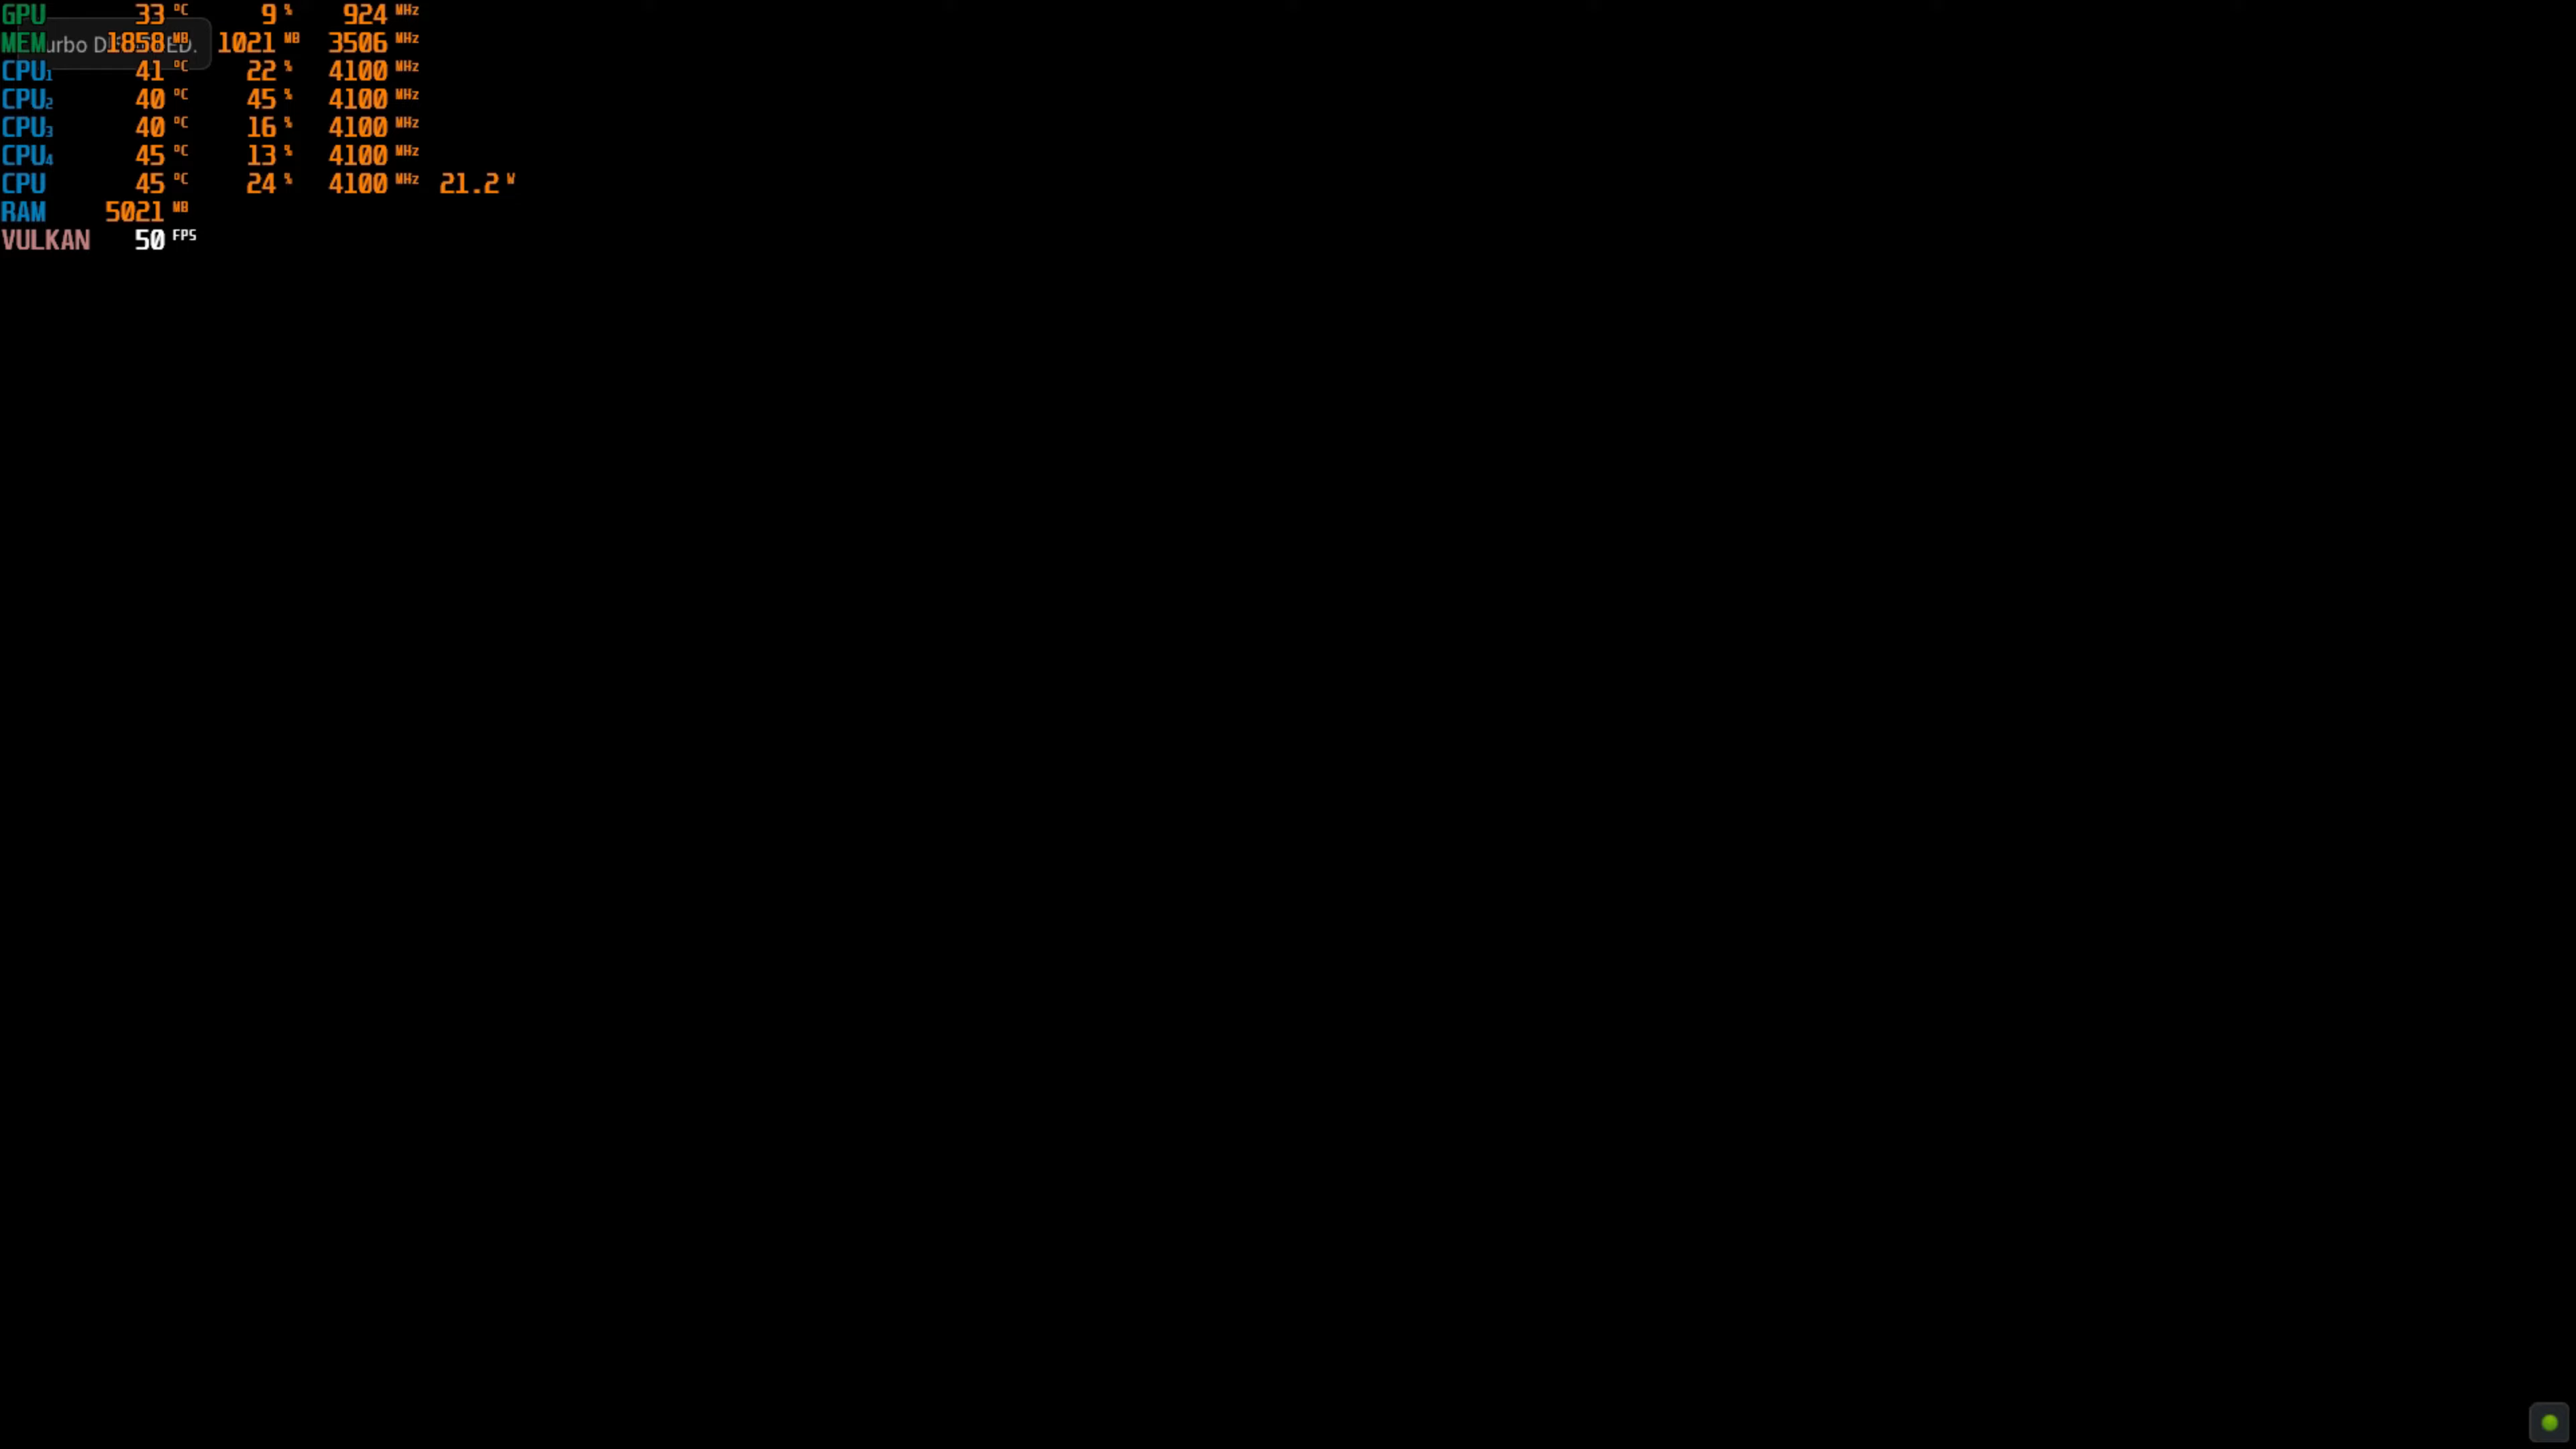 GPU 33 °C 9 % 924 MHz
MEM 1858 MB 1021 MB 3506 MHz
CPU1 41 °C 22 % 4100 MHz
CPU2 40 °C 45 % 4100 MHz
CPU3 40 °C 16 % 4100 MHz
CPU4 45 °C 13 % 4100 MHz
CPU 45 °C 24 % 4100 MHz 21.2 W
RAM 5021 MB
VULKAN 50 FPS